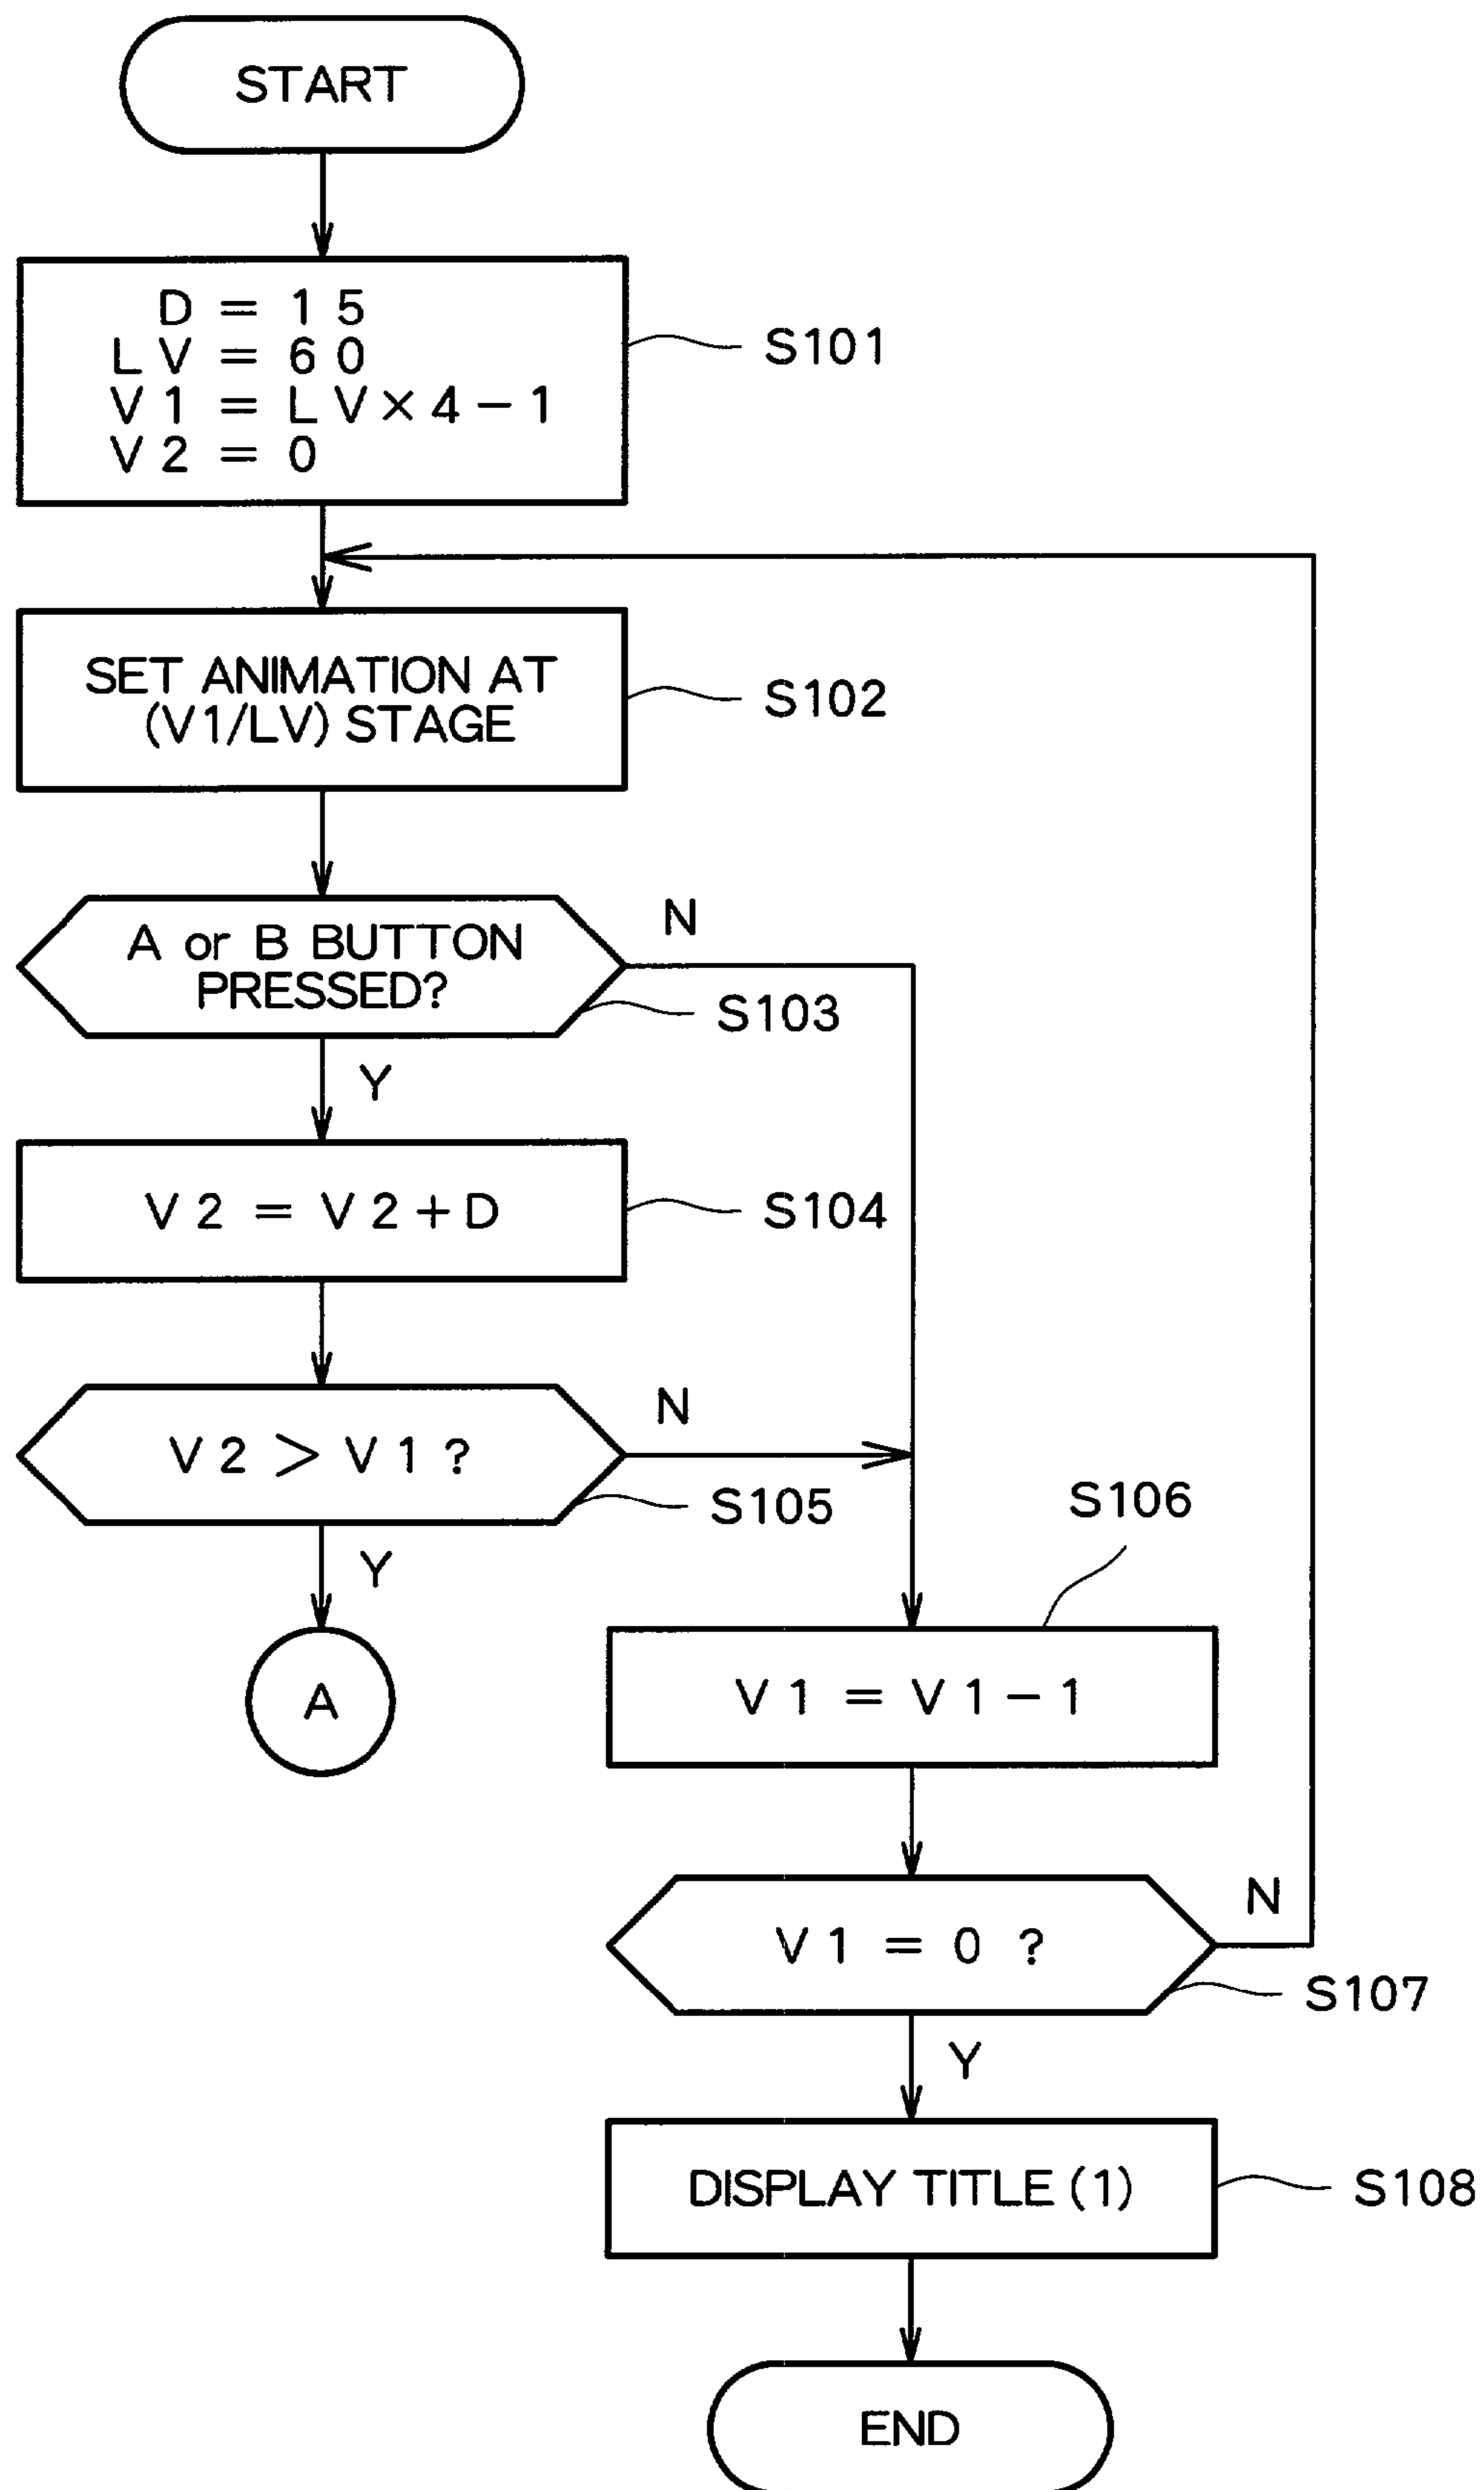 START
D = 15
LV = 60
V1 = LV×4-1
V2 = 0
S101
SET ANIMATION AT
(V1/LV) STAGE
S102
A or B BUTTON
PRESSED?
N
S103
Y
V2 = V2+D
S104
V2 > V1?
N
S105
Y
A
S106
V1 = V1-1
V1 = 0 ?
N
S107
Y
DISPLAY TITLE (1)
S108
END